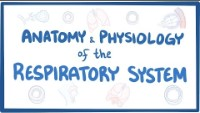 ANATOMY & PHYSIOLOGY
of the
RESPIRATORY SYSTEM